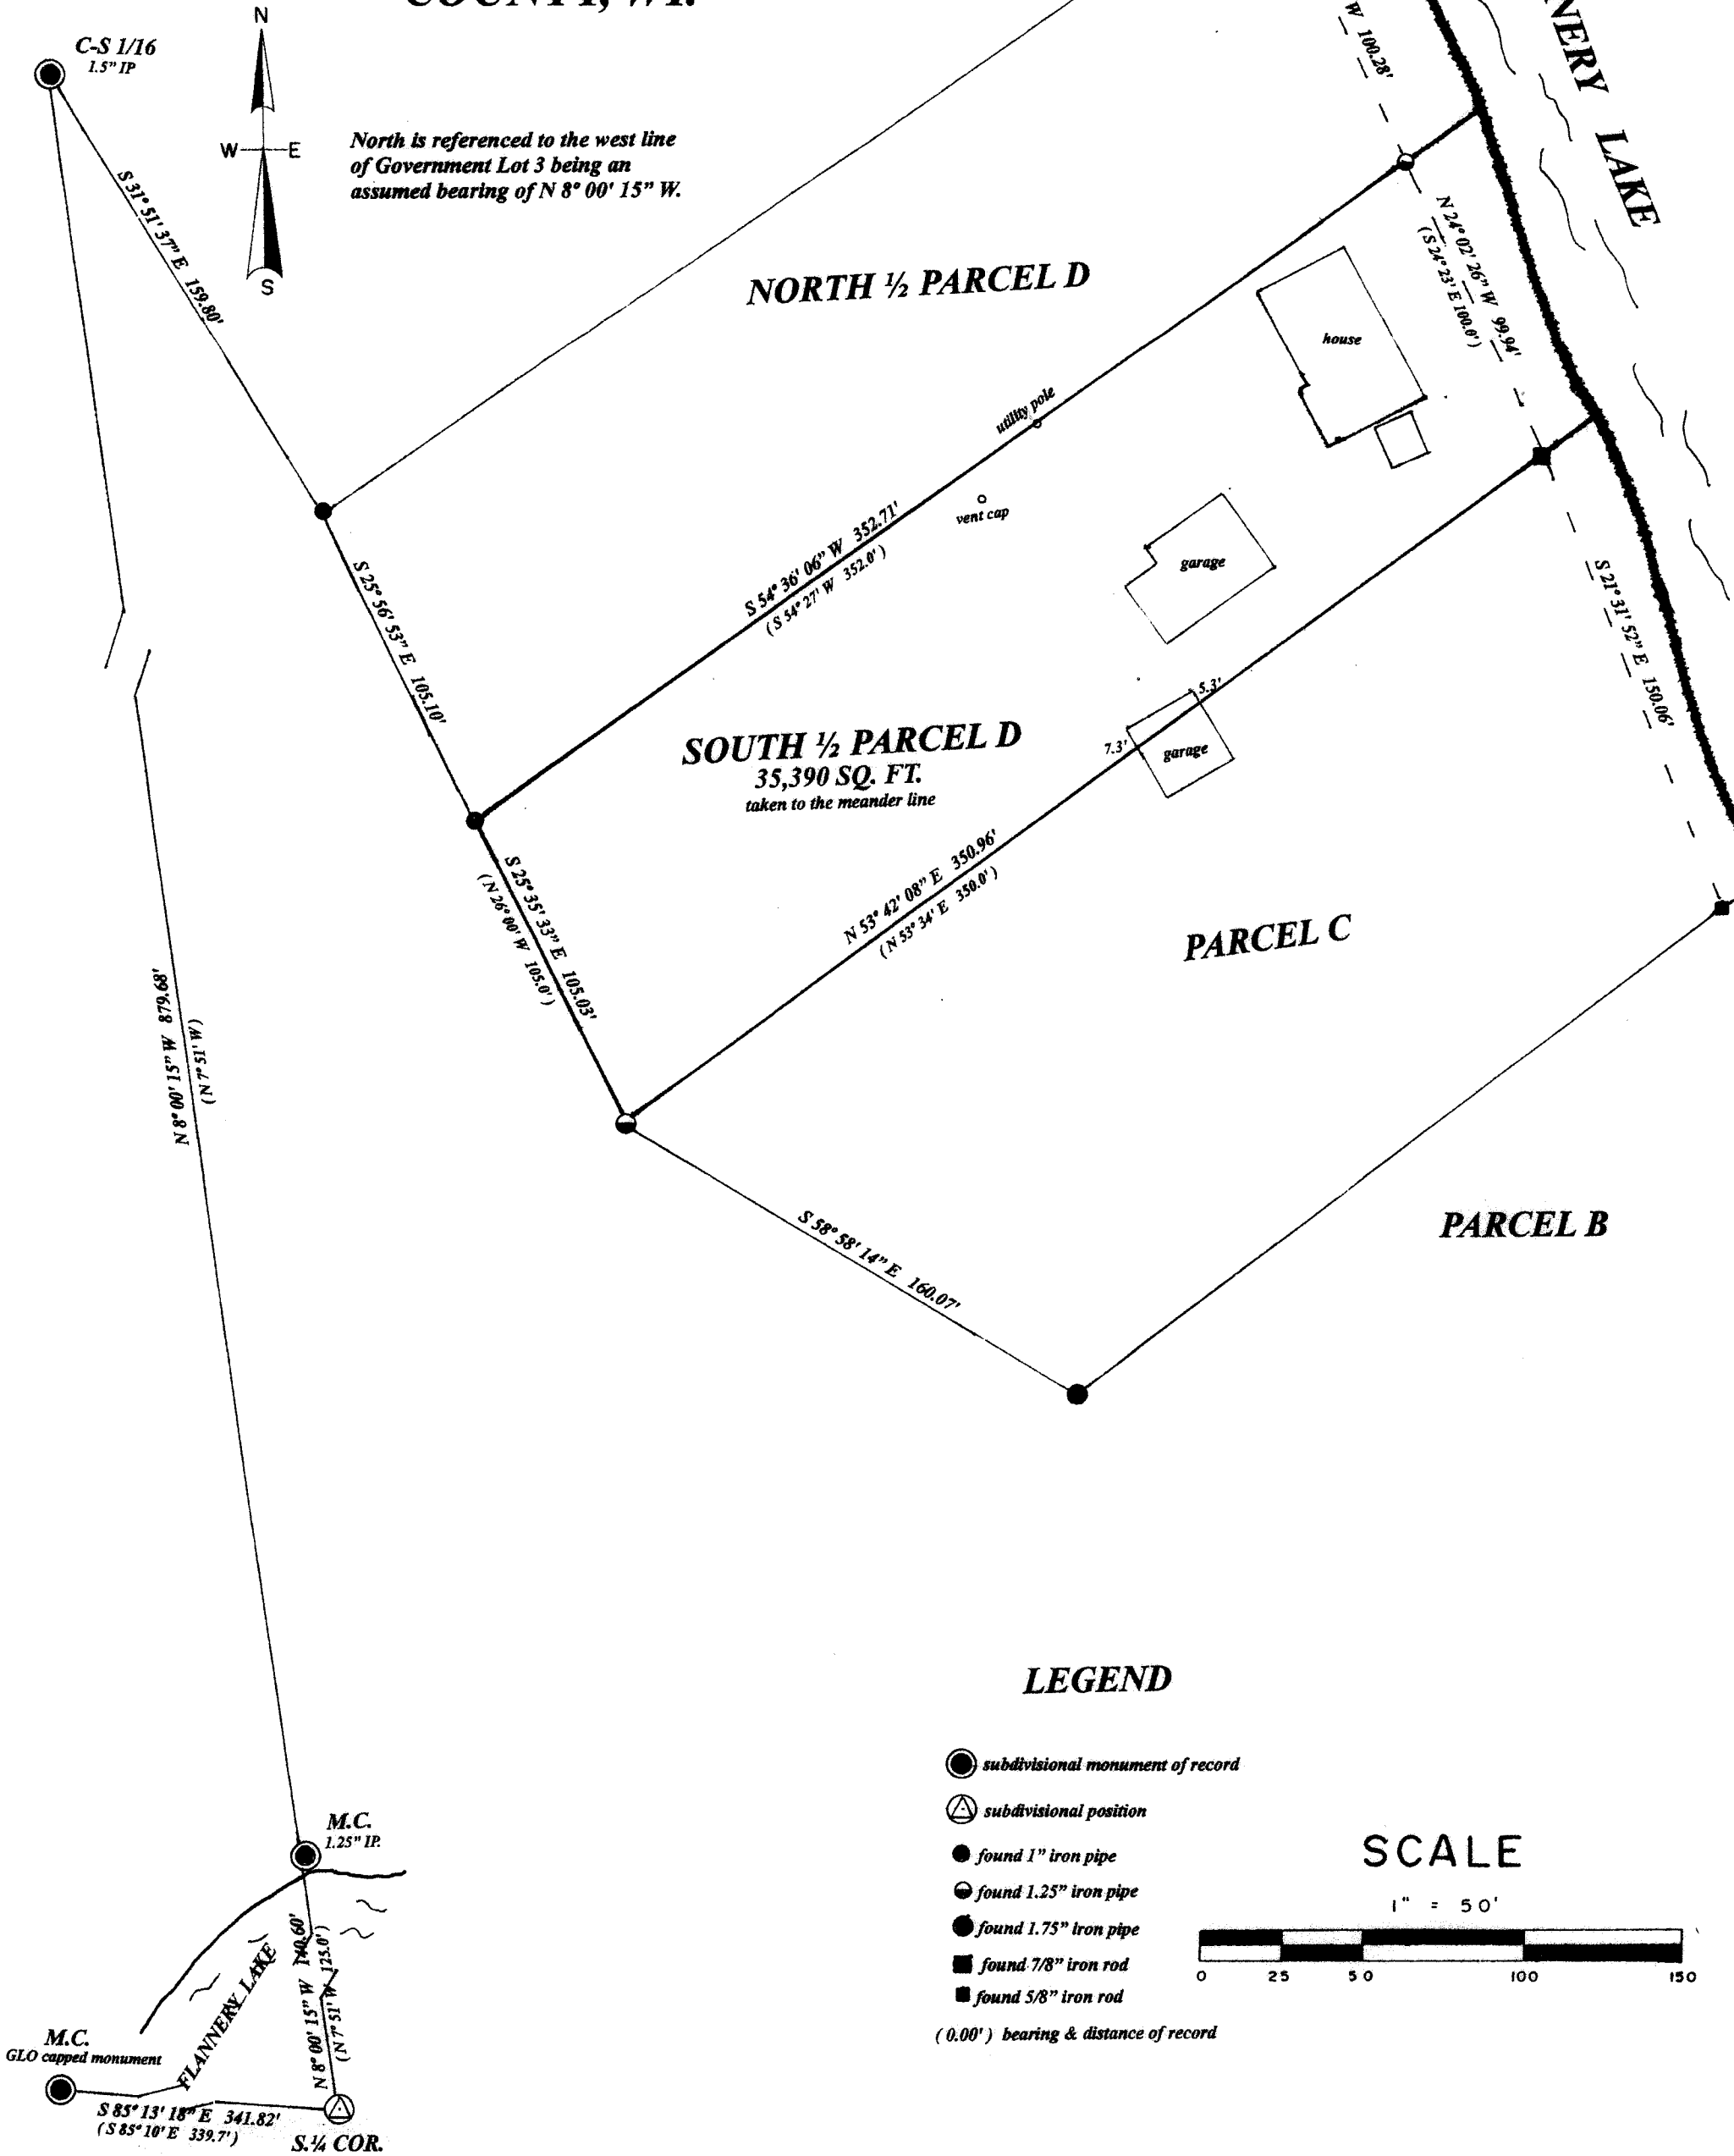 COUNTY, WI.
N
W E
S
C-S 1/16
1.5" IP
North is referenced to the west line
of Government Lot 3 being an
assumed bearing of N 8° 00' 15" W.
W 100.28'
NERY LAKE
S 31° 51' 37" E 159.80'
NORTH ½ PARCEL D
N 24° 02' 26" W 99.94'
(S 24° 23' E 100.0')
house
utility pole
vent cap
S 54° 36' 06" W 352.71'
( S 54° 27' W 352.0' )
garage
S 25° 56' 53" E 105.10'
S 21° 31' 52" E 150.06'
SOUTH ½ PARCEL D
35,390 SQ. FT.
taken to the meander line
5.3'
7.3'
garage
S 25° 35' 33" E 105.03'
( N 26° 00' W 105.0' )
N 53° 42' 08" E 350.96'
( N 53° 34' E 350.0' )
PARCEL C
N 8° 00' 15" W 879.68'
( N 7° 51' W)
S 58° 58' 14" E 160.07'
PARCEL B
LEGEND
subdivisional monument of record
subdivisional position
found 1" iron pipe
found 1.25" iron pipe
found 1.75" iron pipe
found 7/8" iron rod
found 5/8" iron rod
( 0.00' ) bearing & distance of record
SCALE
1" = 50'
0 25 50 100 150
M.C.
1.25" IP.
FLANNERY LAKE
N 8° 00' 15" W 140.60'
(N 7° 51' W 125.0')
M.C.
GLO capped monument
S 85° 13' 18" E 341.82'
( S 85° 10' E 339.7')
S.¼ COR.